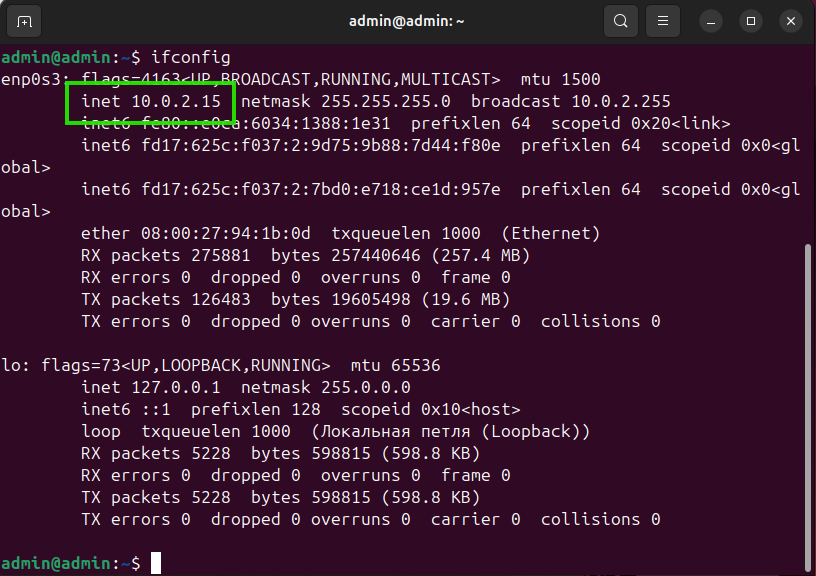 admin@admin: ~
admin@admin:~$ ifconfig
enp0s3: flags=4163<UP,BROADCAST,RUNNING,MULTICAST>  mtu 1500
        inet 10.0.2.15  netmask 255.255.255.0  broadcast 10.0.2.255
        inet6 fe80::e0ca:6034:1388:1e31  prefixlen 64  scopeid 0x20<link>
        inet6 fd17:625c:f037:2:9d75:9b88:7d44:f80e  prefixlen 64  scopeid 0x0<gl
obal>
        inet6 fd17:625c:f037:2:7bd0:e718:ce1d:957e  prefixlen 64  scopeid 0x0<gl
obal>
        ether 08:00:27:94:1b:0d  txqueuelen 1000  (Ethernet)
        RX packets 275881  bytes 257440646 (257.4 MB)
        RX errors 0  dropped 0  overruns 0  frame 0
        TX packets 126483  bytes 19605498 (19.6 MB)
        TX errors 0  dropped 0 overruns 0  carrier 0  collisions 0
lo: flags=73<UP,LOOPBACK,RUNNING>  mtu 65536
        inet 127.0.0.1  netmask 255.0.0.0
        inet6 ::1  prefixlen 128  scopeid 0x10<host>
        loop  txqueuelen 1000  (Локальная петля (Loopback))
        RX packets 5228  bytes 598815 (598.8 KB)
        RX errors 0  dropped 0  overruns 0  frame 0
        TX packets 5228  bytes 598815 (598.8 KB)
        TX errors 0  dropped 0 overruns 0  carrier 0  collisions 0
admin@admin:~$